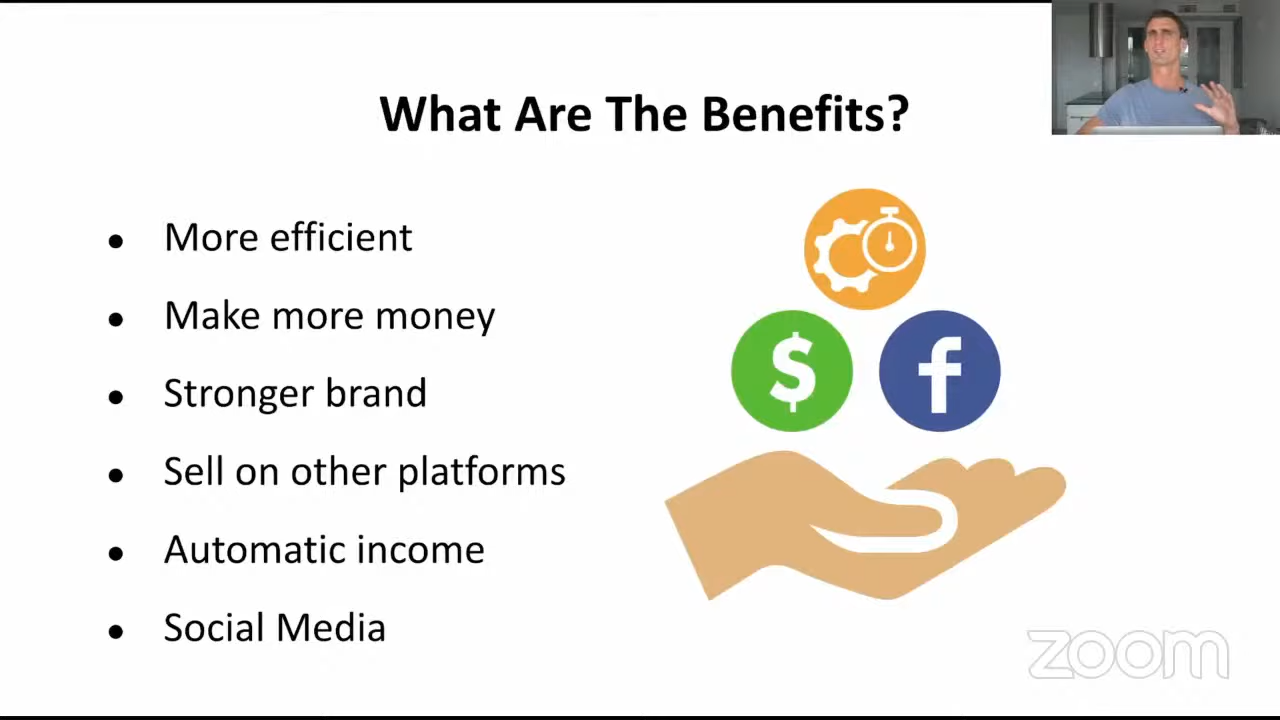 What Are The Benefits?
● More efficient
● Make more money
● Stronger brand
● Sell on other platforms
● Automatic income
● Social Media
$
f
zoom